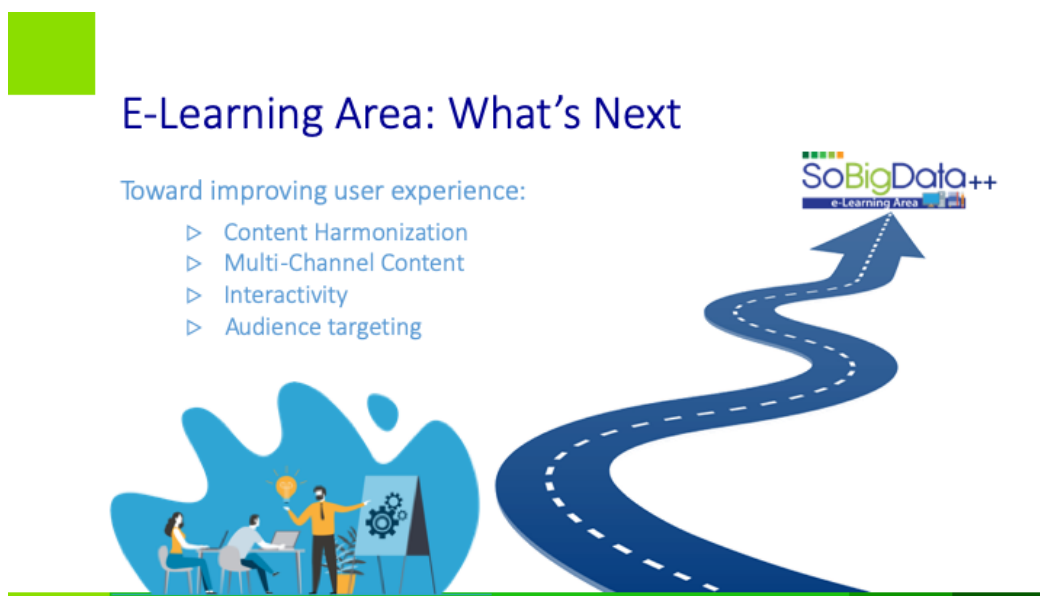 E-Learning Area: What's Next
Toward improving user experience:
Content Harmonization
Multi-Channel Content
Interactivity
Audience targeting
SoBigData++
e-Learning Area